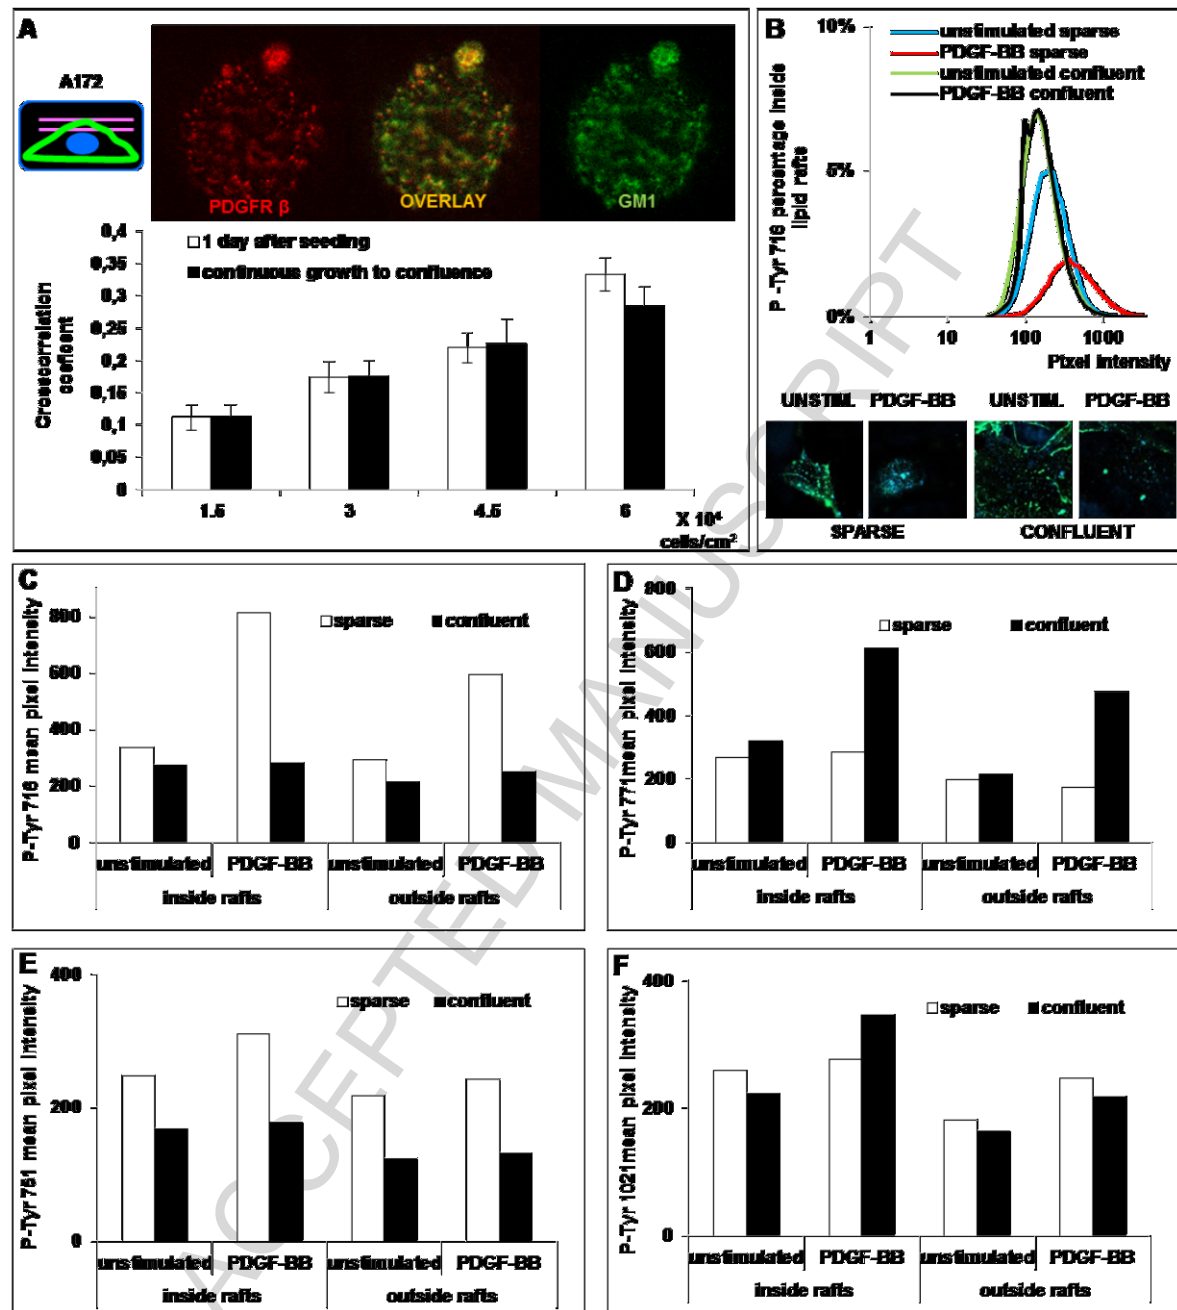 A
A172
PDGFR β
OVERLAY
GM1
Crosscorrelation
coeficent
0,4
0,35
0,3
0,25
0,2
0,15
0,1
0,05
0
1 day after seeding
continuous growth to confluence
1.5
3
4.5
6
X 10⁴
cells/cm²
B
P -Tyr 716 percentage inside
lipid rafts
10%
5%
0%
unstimulated sparse
PDGF-BB sparse
unstimulated confluent
PDGF-BB confluent
1
10
100
1000
Pixel intensity
UNSTIM.
PDGF-BB
UNSTIM.
PDGF-BB
SPARSE
CONFLUENT
C
P-Tyr 716 mean pixel intensity
800
600
400
200
0
sparse
confluent
unstimulated
PDGF-BB
unstimulated
PDGF-BB
inside rafts
outside rafts
D
P-Tyr 771mean pixel intensity
800
600
400
200
0
sparse
confluent
unstimulated
PDGF-BB
unstimulated
PDGF-BB
inside rafts
outside rafts
E
P-Tyr 751 mean pixel intensity
400
200
0
sparse
confluent
unstimulated
PDGF-BB
unstimulated
PDGF-BB
inside rafts
outside rafts
F
P-Tyr 1021mean pixel intensity
400
200
0
sparse
confluent
unstimulated
PDGF-BB
unstimulated
PDGF-BB
inside rafts
outside rafts
ACCEPTED MANUSCRIPT